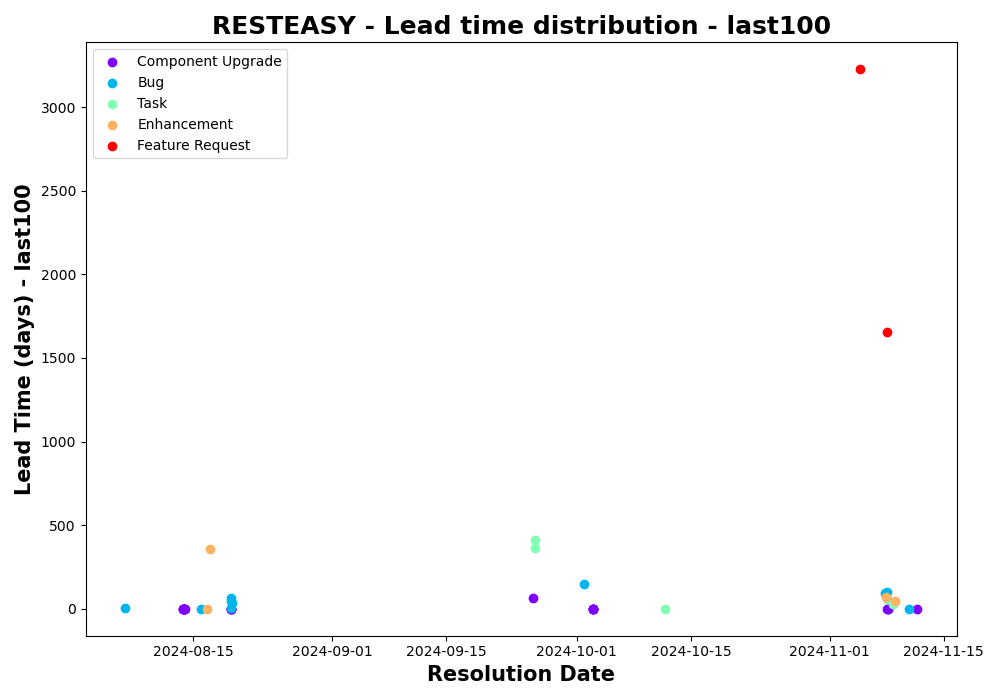 RESTEASY - Lead time distribution - last100
Component Upgrade
Bug
Task
Enhancement
Feature Request
Lead Time (days) - last100
3000
2500
2000
1500
1000
500
0
2024-08-15
2024-09-01
2024-09-15
2024-10-01
2024-10-15
2024-11-01
2024-11-15
Resolution Date